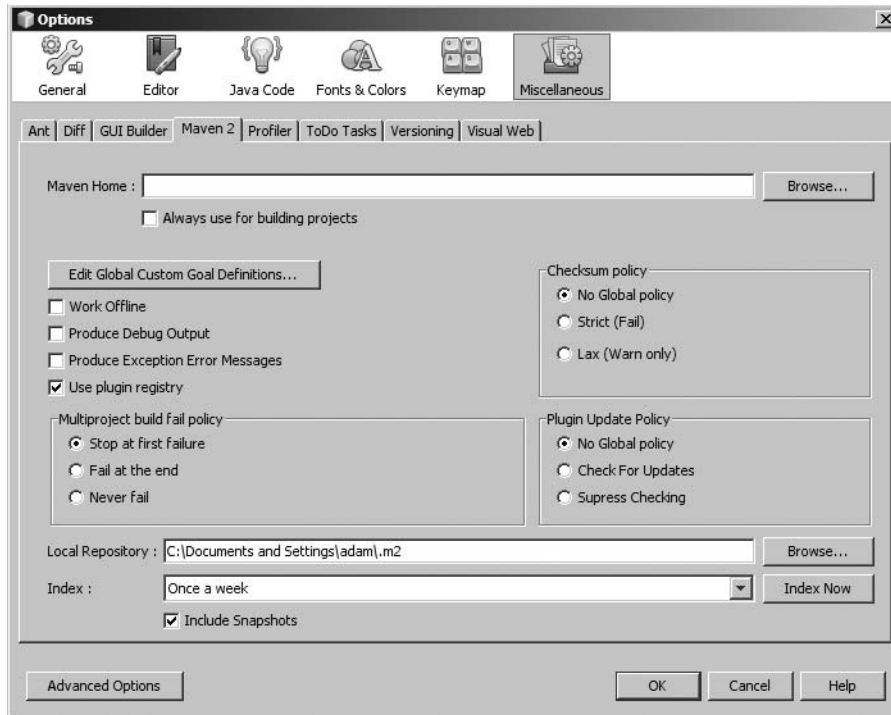 Options
General Editor Java Code Fonts & Colors Keymap Miscellaneous
Ant Diff GUI Builder Maven 2 Profiler ToDo Tasks Versioning Visual Web
Maven Home : Browse...
Always use for building projects
Edit Global Custom Goal Definitions...
Work Offline
Produce Debug Output
Produce Exception Error Messages
Use plugin registry
Checksum policy
No Global policy
Strict (Fail)
Lax (Warn only)
Multiproject build fail policy
Stop at first failure
Fail at the end
Never fail
Plugin Update Policy
No Global policy
Check For Updates
Supress Checking
Local Repository : C:\Documents and Settings\adam\.m2 Browse...
Index : Once a week Index Now
Include Snapshots
Advanced Options OK Cancel Help